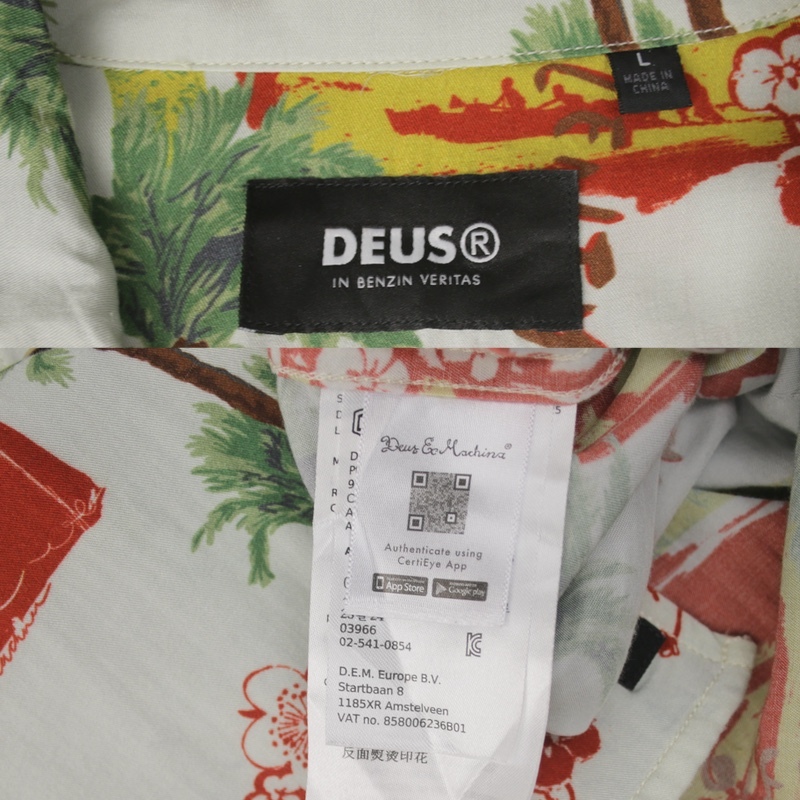 L
MADE IN
CHINA
DEUS®
IN BENZIN VERITAS
Deus Ex Machina®
Authenticate using
CertiEye App
App Store
Google play
03966
02-541-0854
D.E.M. Europe B.V.
Startbaan 8
1185XR Amstelveen
VAT no. 858006236B01
反面熨烫印花